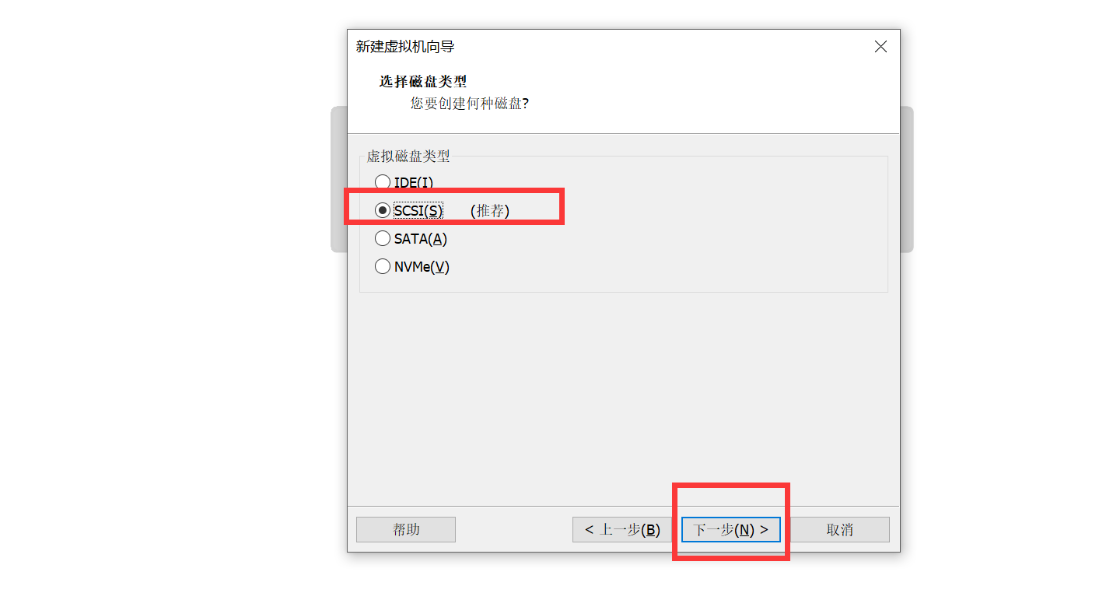 新建虚拟机向导
选择磁盘类型
您要创建何种磁盘?
虚拟磁盘类型
IDE(I)
SCSI(S) (推荐)
SATA(A)
NVMe(V)
帮助 < 上一步(B) 下一步(N) > 取消